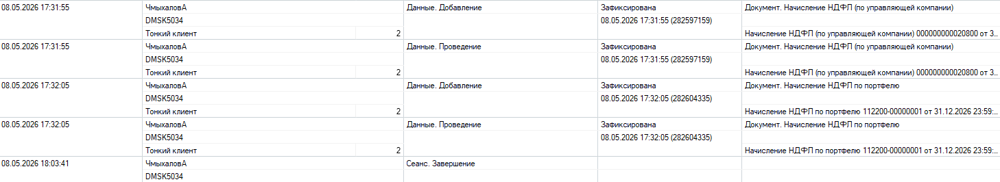 08.05.2026 17:31:55 ЧмыхаловА Данные. Добавление Зафиксирована Документ. Начисление НДФЛ (по управляющей компании)
DMSK5034 08.05.2026 17:31:55 (282597159)
Тонкий клиент 2 Начисление НДФЛ (по управляющей компании) 000000000020800 от 3...
08.05.2026 17:31:55 ЧмыхаловА Данные. Проведение Зафиксирована Документ. Начисление НДФЛ (по управляющей компании)
DMSK5034 08.05.2026 17:31:55 (282597159)
Тонкий клиент 2 Начисление НДФЛ (по управляющей компании) 000000000020800 от 3...
08.05.2026 17:32:05 ЧмыхаловА Данные. Добавление Зафиксирована Документ. Начисление НДФЛ по портфелю
DMSK5034 08.05.2026 17:32:05 (282604335)
Тонкий клиент 2 Начисление НДФЛ по портфелю 112200-00000001 от 31.12.2026 23:59:...
08.05.2026 17:32:05 ЧмыхаловА Данные. Проведение Зафиксирована Документ. Начисление НДФЛ по портфелю
DMSK5034 08.05.2026 17:32:05 (282604335)
Тонкий клиент 2 Начисление НДФЛ по портфелю 112200-00000001 от 31.12.2026 23:59:...
08.05.2026 18:03:41 ЧмыхаловА Сеанс. Завершение
DMSK5034